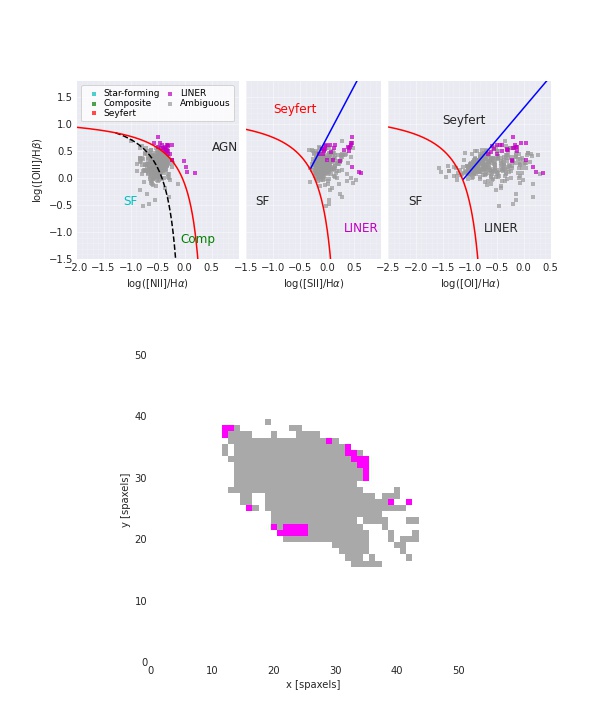 Star-forming
Composite
Seyfert
LINER
Ambiguous
AGN
SF
Comp
Seyfert
SF
LINER
Seyfert
SF
LINER
log([OIII]/Hβ)
1.5
1.0
0.5
0.0
−0.5
−1.0
−1.5
−2.0 −1.5 −1.0 −0.5 0.0 0.5
−0.5 0.0 0.5
−2.5 −2.0 −1.5 −1.0 −0.5 0.0 0.5
log([NII]/Hα)
log([SII]/Hα)
log([OI]/Hα)
y [spaxels]
50
40
30
20
10
0
0 10 20 30 40 50
x [spaxels]